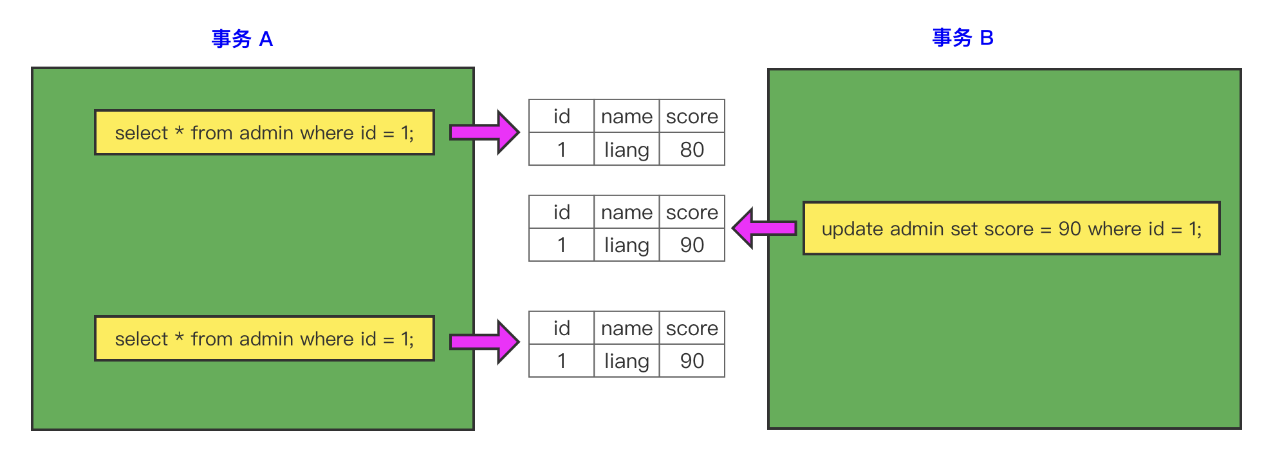 事务 A
事务 B
select * from admin where id = 1;
id name score
1 liang 80
id name score
1 liang 90
update admin set score = 90 where id = 1;
select * from admin where id = 1;
id name score
1 liang 90